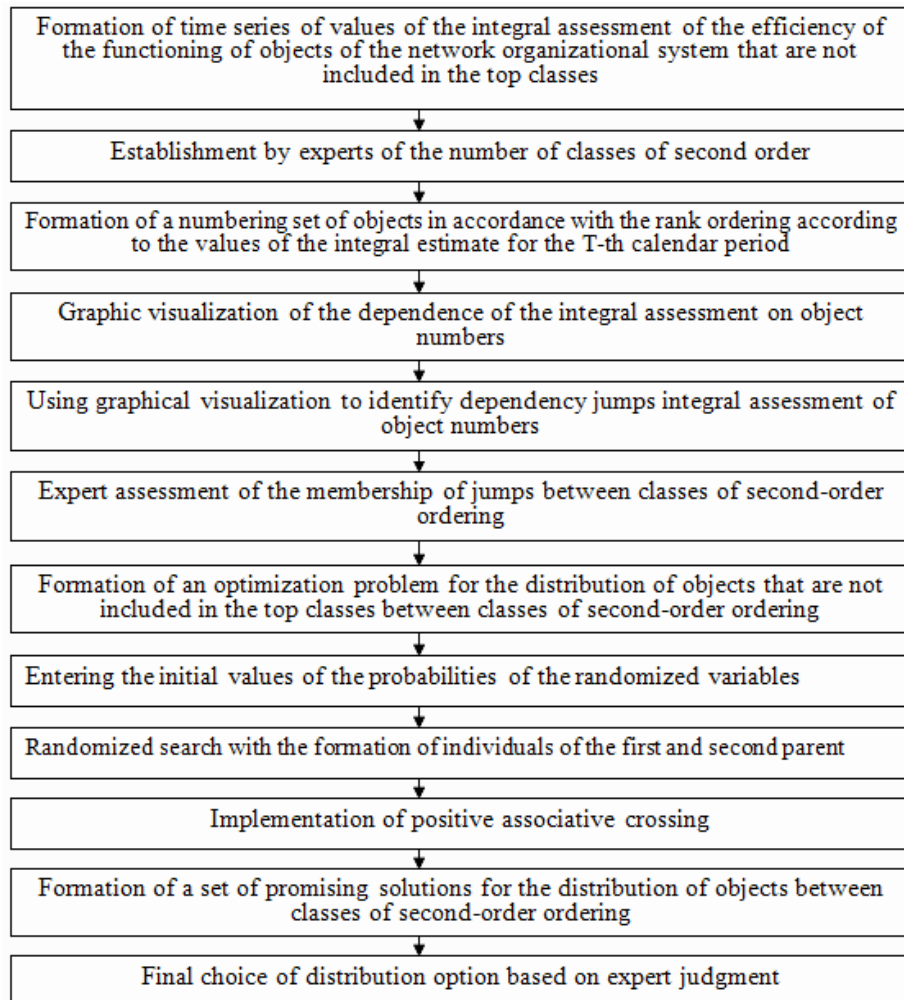 Formation of time series of values of the integral assessment of the efficiency of
the functioning of objects of the network organizational system that are not
included in the top classes
Establishment by experts of the number of classes of second order
Formation of a numbering set of objects in accordance with the rank ordering according
to the values of the integral estimate for the T-th calendar period
Graphic visualization of the dependence of the integral assessment on object
numbers
Using graphical visualization to identify dependency jumps integral assessment of
object numbers
Expert assessment of the membership of jumps between classes of second-order
ordering
Formation of an optimization problem for the distribution of objects that are not
included in the top classes between classes of second-order ordering
Entering the initial values of the probabilities of the randomized variables
Randomized search with the formation of individuals of the first and second parent
Implementation of positive associative crossing
Formation of a set of promising solutions for the distribution of objects between
classes of second-order ordering
Final choice of distribution option based on expert judgment